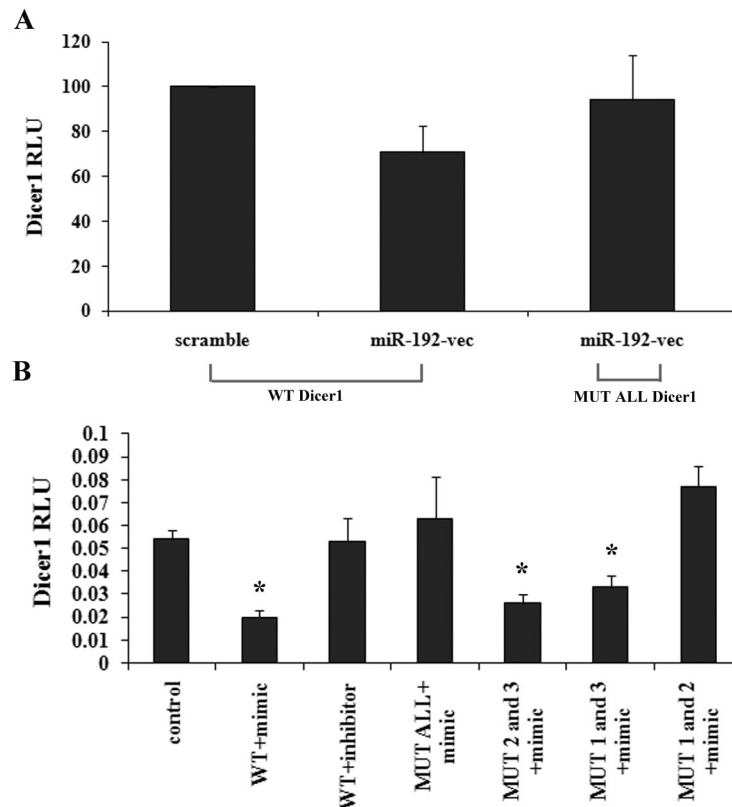 A
120
100
80
60
40
20
0
Dicer1 RLU
scramble
miR-192-vec
miR-192-vec
WT Dicer1
MUT ALL Dicer1
B
0.1
0.09
0.08
0.07
0.06
0.05
0.04
0.03
0.02
0.01
0
Dicer1 RLU
*
*
*
control
WT+mimic
WT+inhibitor
MUT ALL+
mimic
MUT 2 and 3
+mimic
MUT 1 and 3
+mimic
MUT 1 and 2
+mimic